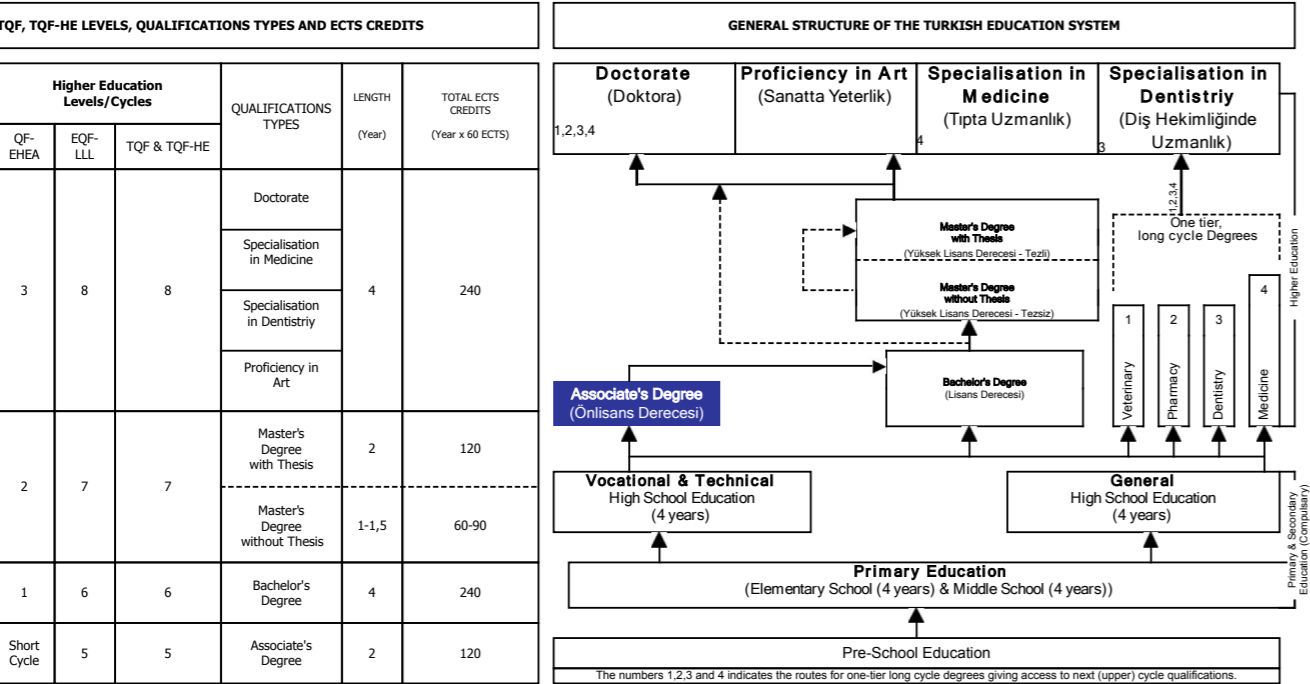 TQF, TQF-HE LEVELS, QUALIFICATIONS TYPES AND ECTS CREDITS
Higher Education
Levels/Cycles
QUALIFICATIONS
TYPES
LENGTH
(Year)
TOTAL ECTS
CREDITS
(Year x 60 ECTS)
QF-
EHEA
EQF-
LLL
TQF & TQF-HE
3
8
8
Doctorate
Specialisation
in Medicine
Specialisation
in Dentistriy
Proficiency in
Art
4
240
2
7
7
Master's
Degree
with Thesis
2
120
Master's
Degree
without Thesis
1-1,5
60-90
1
6
6
Bachelor's
Degree
4
240
Short
Cycle
5
5
Associate's
Degree
2
120
GENERAL STRUCTURE OF THE TURKISH EDUCATION SYSTEM
Doctorate
(Doktora)
1,2,3,4
Proficiency in Art
(Sanatta Yeterlik)
Specialisation in
Medicine
(Tıpta Uzmanlık)
4
Specialisation in
Dentistriy
(Diş Hekimliğinde
Uzmanlık)
3
1,2,3,4
One tier,
long cycle Degrees
Master's Degree
with Thesis
(Yüksek Lisans Derecesi - Tezli)
Master's Degree
without Thesis
(Yüksek Lisans Derecesi - Tezsiz)
Higher Education
1
Veterinary
2
Pharmacy
3
Dentistry
4
Medicine
Associate's Degree
(Önlisans Derecesi)
Bachelor's Degree
(Lisans Derecesi)
Vocational & Technical
High School Education
(4 years)
General
High School Education
(4 years)
Primary & Secondary
Education (Compulsary)
Primary Education
(Elementary School (4 years) & Middle School (4 years))
Pre-School Education
The numbers 1,2,3 and 4 indicates the routes for one-tier long cycle degrees giving access to next (upper) cycle qualifications.